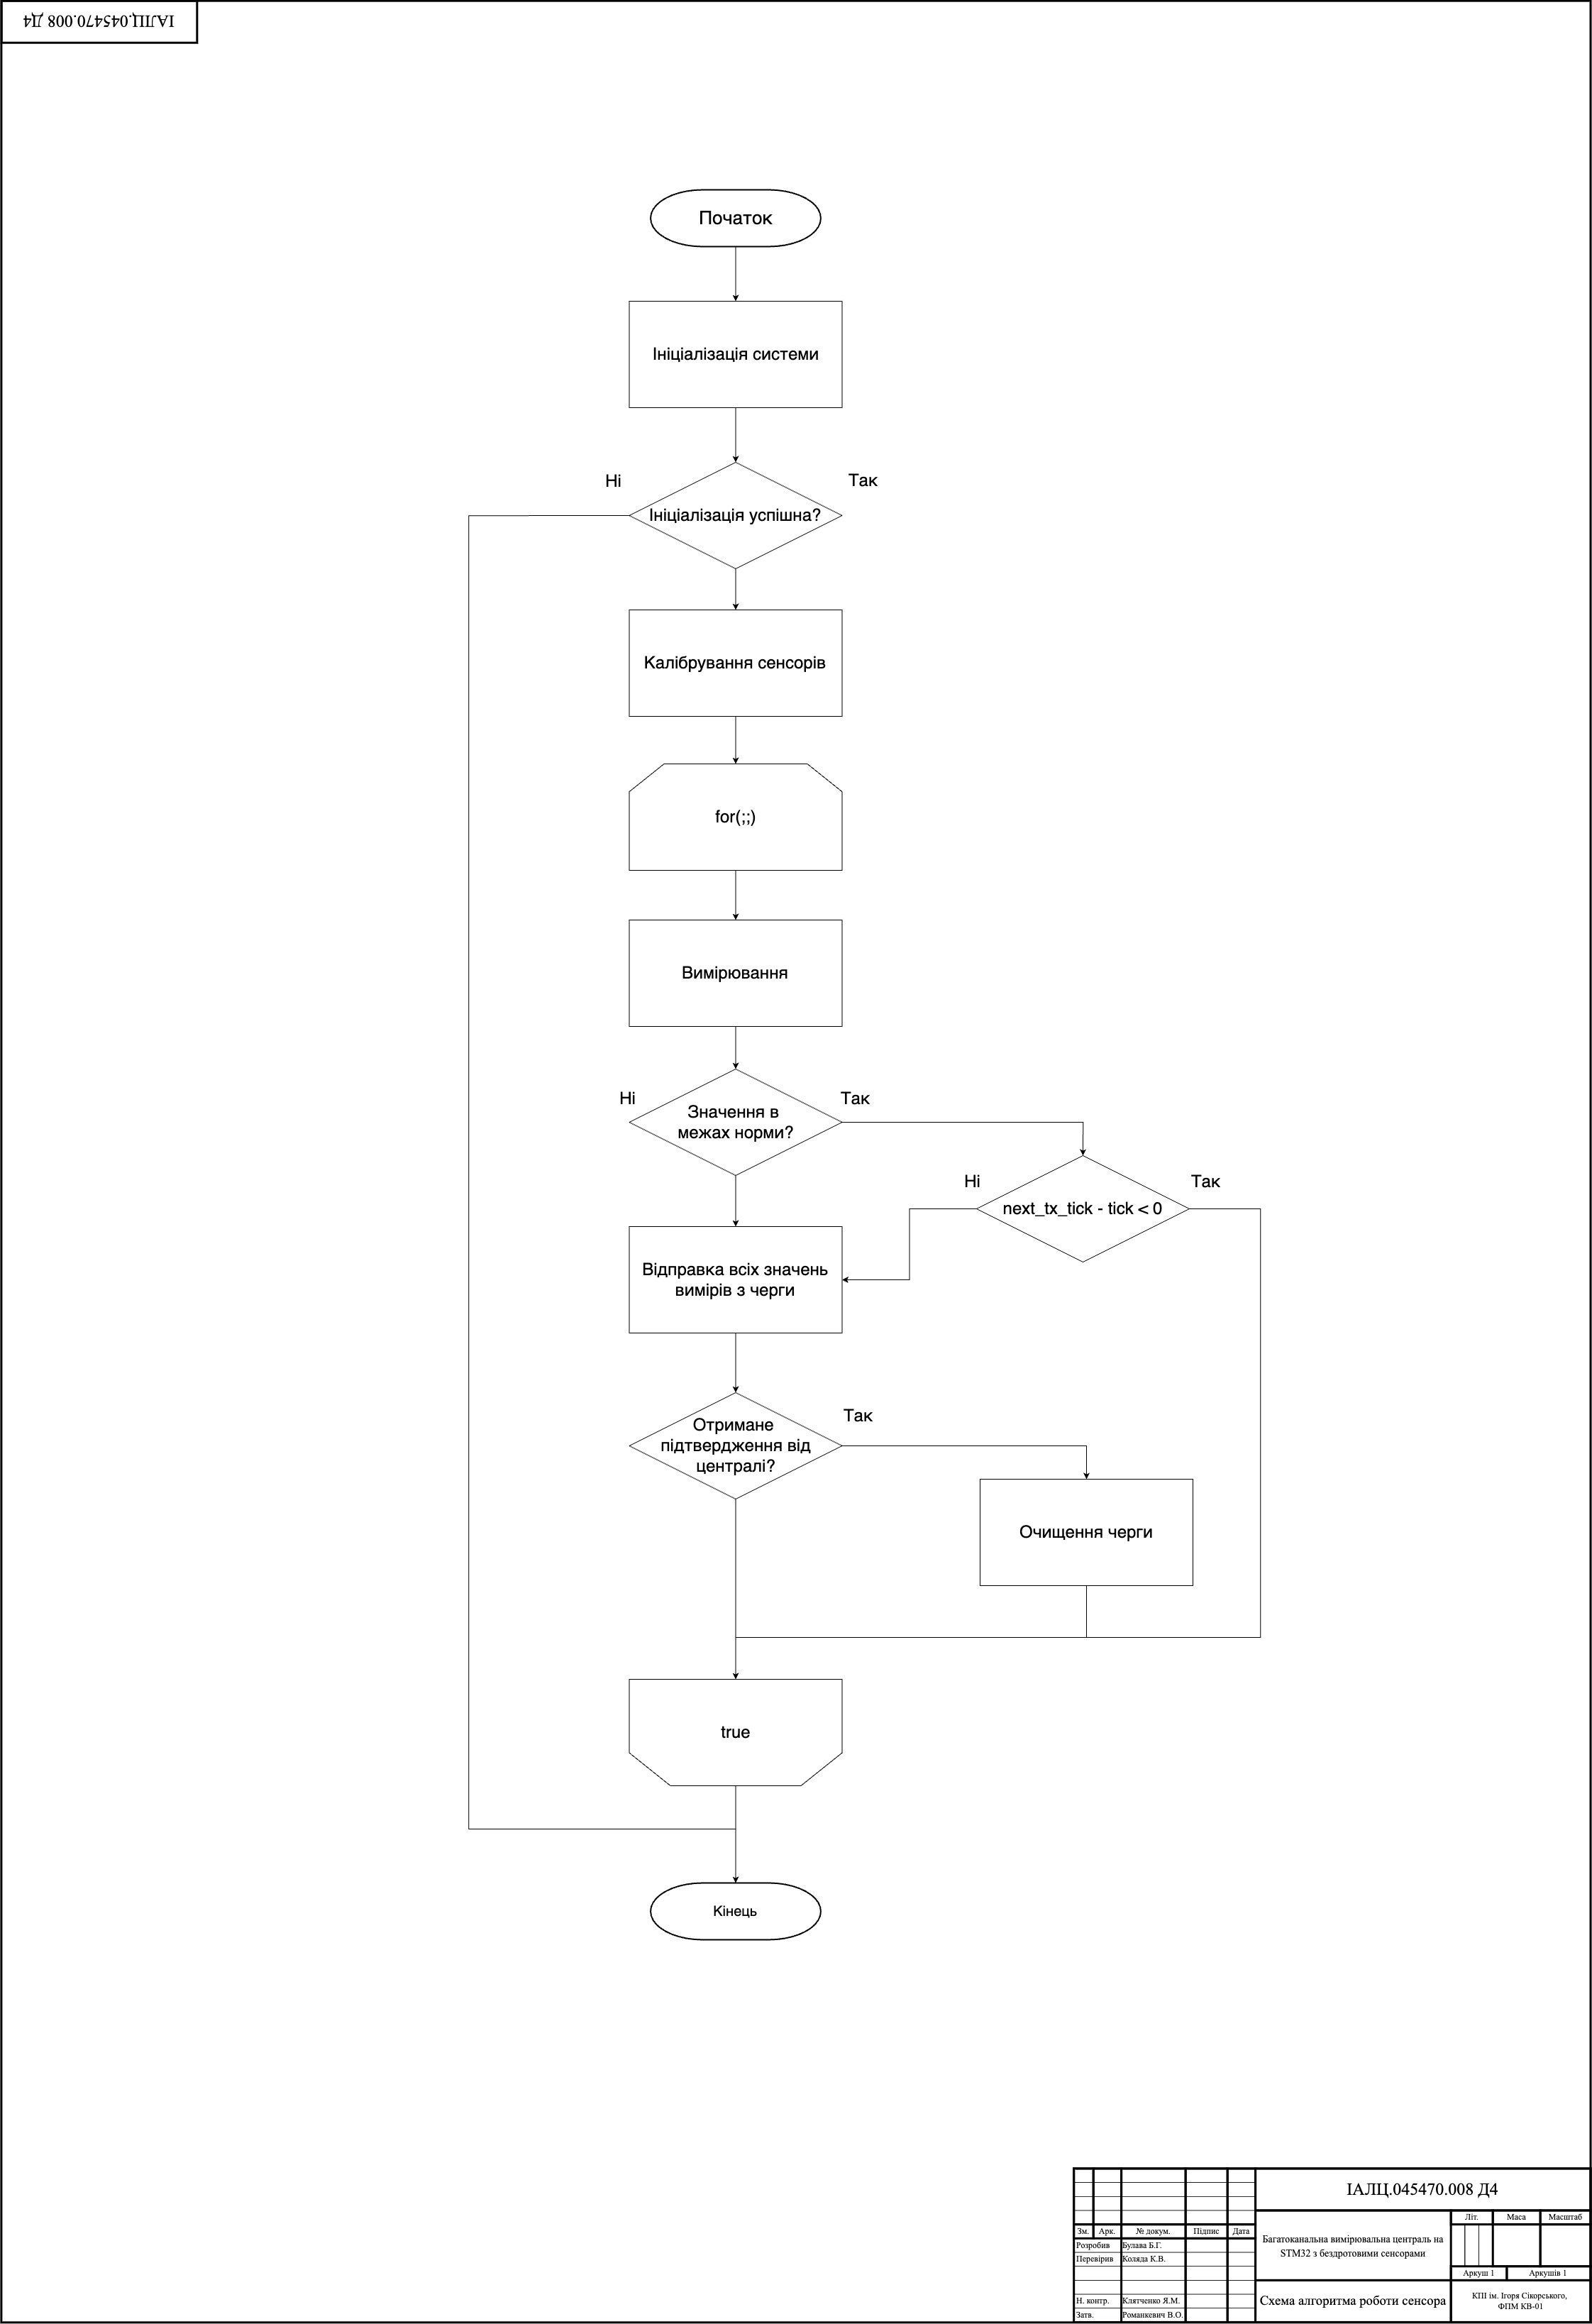 ІАЛЦ.045470.008 Д4
Початок
Ініціалізація системи
Ні
Так
Ініціалізація успішна?
Калібрування сенсорів
for(;;)
Вимірювання
Ні
Так
Значення в
межах норми?
Ні
Так
next_tx_tick - tick < 0
Відправка всіх значень
вимірів з черги
Так
Отримане
підтвердження від
централі?
Очищення черги
true
Кінець
ІАЛЦ.045470.008 Д4
Зм. Арк. № докум. Підпис Дата
Розробив Булава Б.Г.
Перевірив Коляда К.В.
Н. контр. Клятченко Я.М.
Затв. Романкевич В.О.
Багатоканальна вимірювальна централь на
STM32 з бездротовими сенсорами
Літ. Маса Масштаб
Аркуш 1 Аркушів 1
Схема алгоритма роботи сенсора
КПІ ім. Ігоря Сікорського,
ФПМ КВ-01